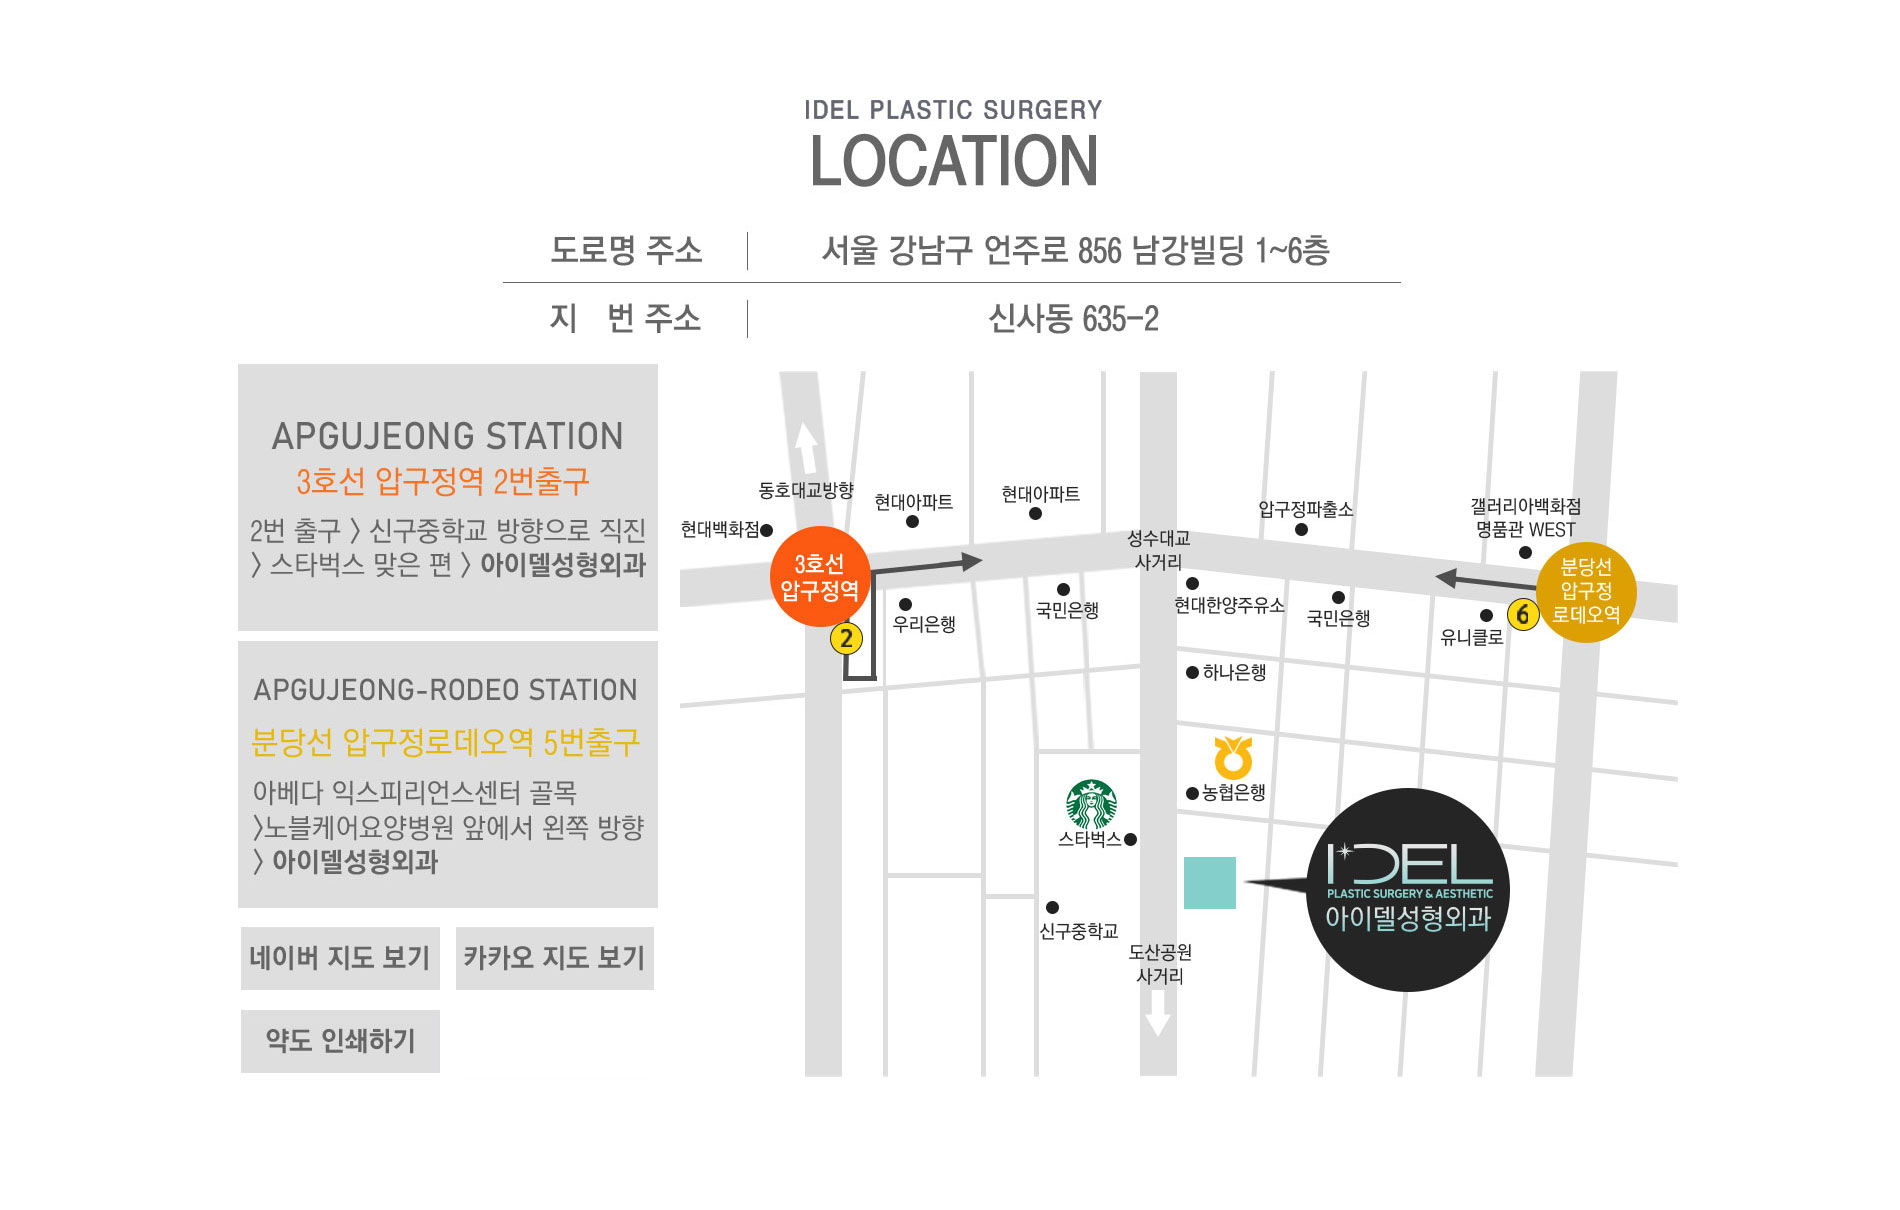 IDEL PLASTIC SURGERY
LOCATION
도로명 주소 서울 강남구 언주로 856 남강빌딩 1~6층
지 번 주소 신사동 635-2
APGUJEONG STATION
3호선 압구정역 2번출구
2번 출구 > 신구중학교 방향으로 직진
> 스타벅스 맞은 편 > 아이델성형외과
APGUJEONG-RODEO STATION
분당선 압구정로데오역 5번출구
아베다 익스피리언스센터 골목
>노블케어요양병원 앞에서 왼쪽 방향
> 아이델성형외과
네이버 지도 보기
카카오 지도 보기
약도 인쇄하기
동호대교방향
현대아파트
현대아파트
현대백화점
3호선
압구정역
2
우리은행
국민은행
성수대교
사거리
압구정파출소
갤러리아백화점
명품관 WEST
현대한양주유소
국민은행
유니클로
6
분당선
압구정
로데오역
하나은행
농협은행
스타벅스
신구중학교
도산공원
사거리
IDEL
PLASTIC SURGERY & AESTHETIC
아이델성형외과